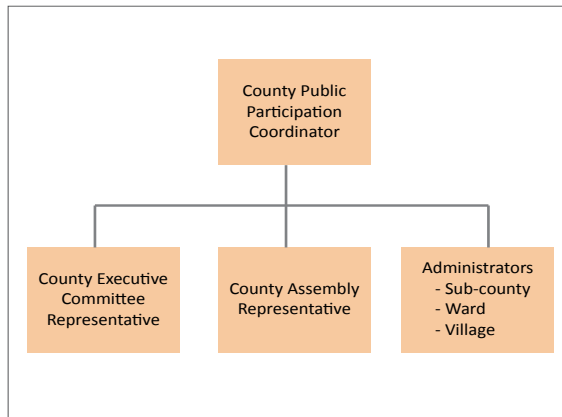 County Public
Participation
Coordinator
County Executive
Committee
Representative
County Assembly
Representative
Administrators
- Sub-county
- Ward
- Village